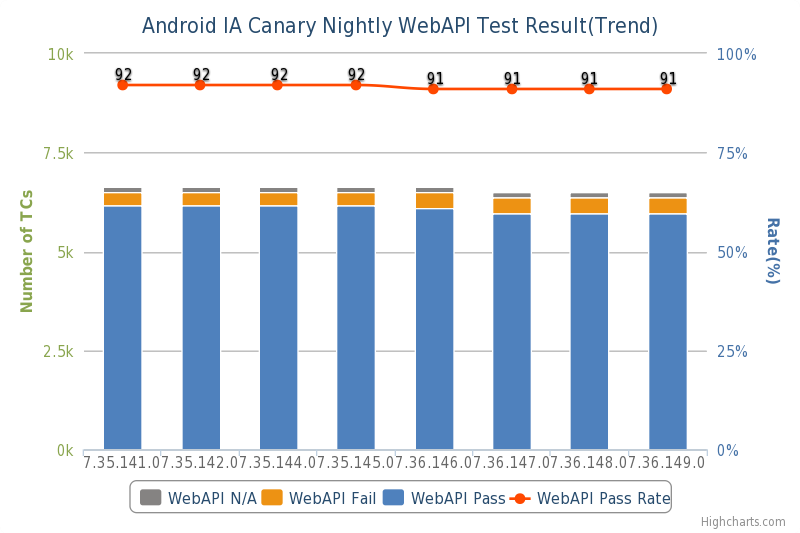 Android IA Canary Nightly WebAPI Test Result(Trend)
10k
100%
92 92 92 92 91 91 91 91
7.5k
75%
Number of TCs
Rate(%)
5k
50%
2.5k
25%
0k
0%
7.35.141.0 7.35.142.0 7.35.144.0 7.35.145.0 7.36.146.0 7.36.147.0 7.36.148.0 7.36.149.0
WebAPI N/A WebAPI Fail WebAPI Pass WebAPI Pass Rate
Highcharts.com